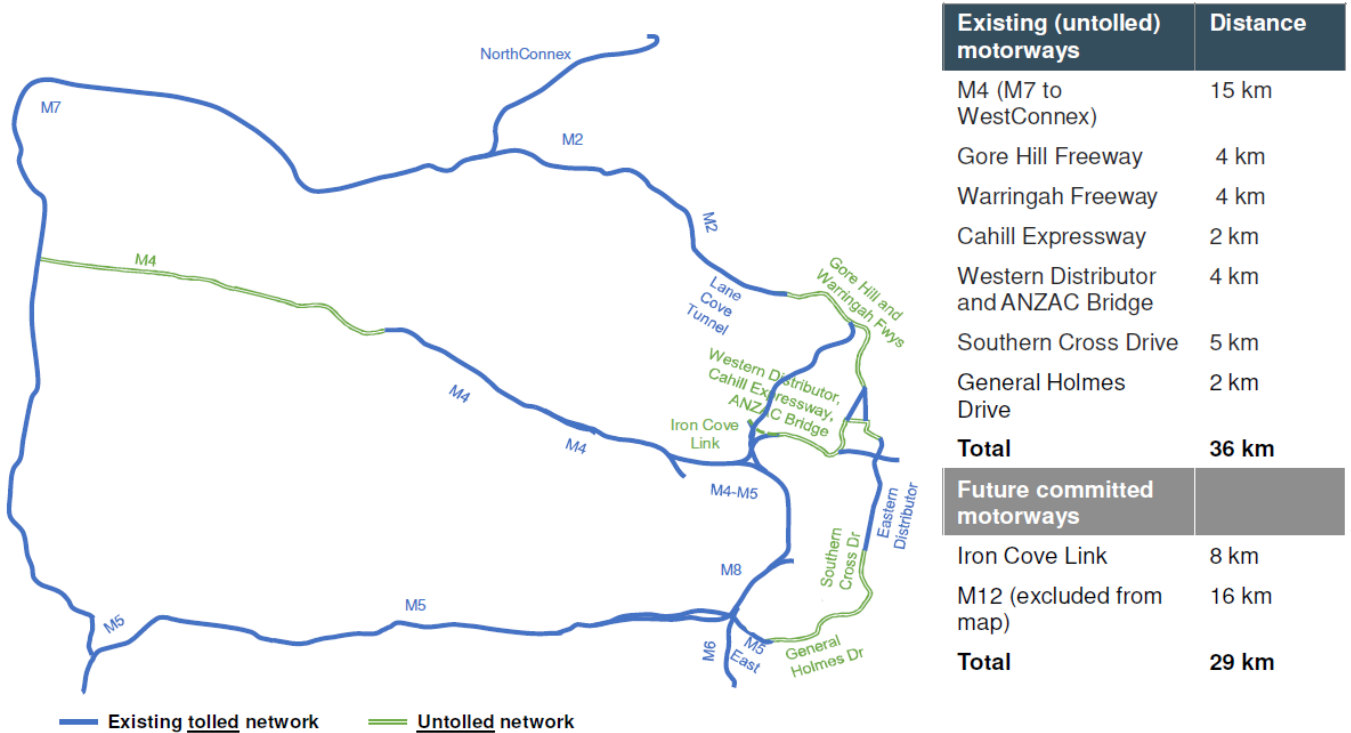 NorthConnex
M7
M2
M2
M4
Lane
Cove
Tunnel
Gore Hill and
Warringah Fwys
Western Distributor,
Cahill Expressway,
ANZAC Bridge
M4
Iron Cove
Link
M4
M4-M5
Eastern
Distributor
Southern
Cross Dr
M8
M5
M5
M6
M5
East
General
Holmes Dr
Existing tolled network
Untolled network
Existing (untolled) Distance
motorways
M4 (M7 to 15 km
WestConnex)
Gore Hill Freeway 4 km
Warringah Freeway 4 km
Cahill Expressway 2 km
Western Distributor 4 km
and ANZAC Bridge
Southern Cross Drive 5 km
General Holmes 2 km
Drive
Total 36 km
Future committed
motorways
Iron Cove Link 8 km
M12 (excluded from 16 km
map)
Total 29 km